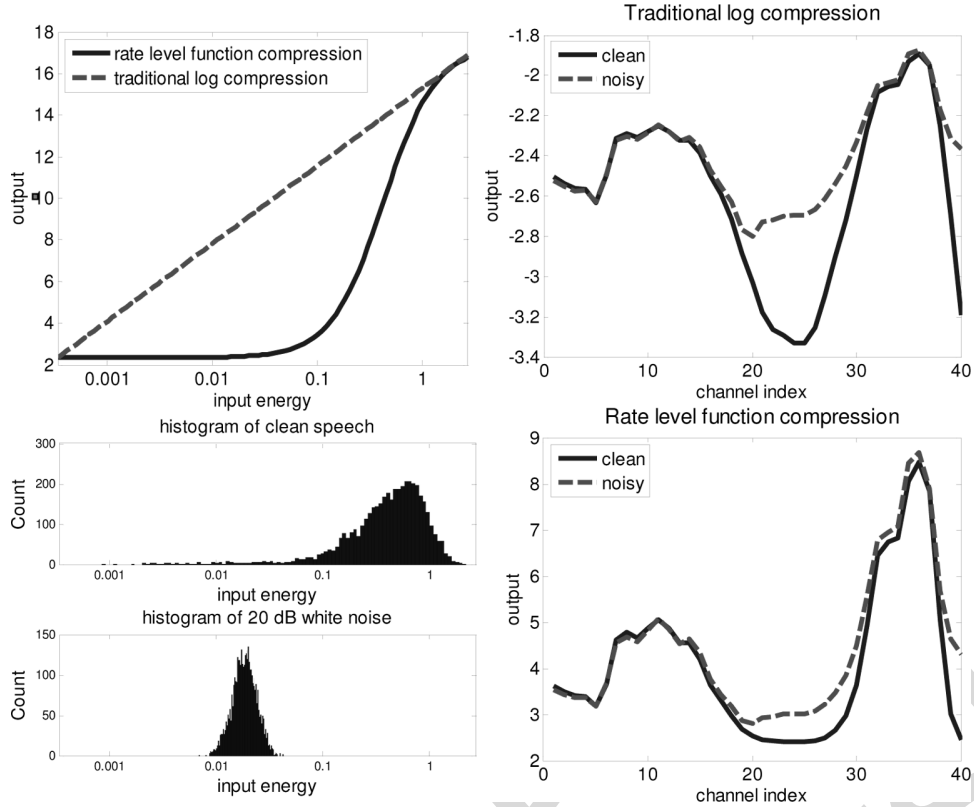 18
16
14
12
10
8
6
4
2
output
rate level function compression
traditional log compression
0.001
0.01
0.1
1
input energy
histogram of clean speech
300
200
100
0
Count
0.001
0.01
0.1
1
input energy
histogram of 20 dB white noise
150
100
50
0
Count
0.001
0.01
0.1
1
input energy
Traditional log compression
-1.8
-2
-2.2
-2.4
-2.6
-2.8
-3
-3.2
-3.4
output
clean
noisy
0
10
20
30
40
channel index
Rate level function compression
9
8
7
6
5
4
3
2
output
clean
noisy
0
10
20
30
40
channel index